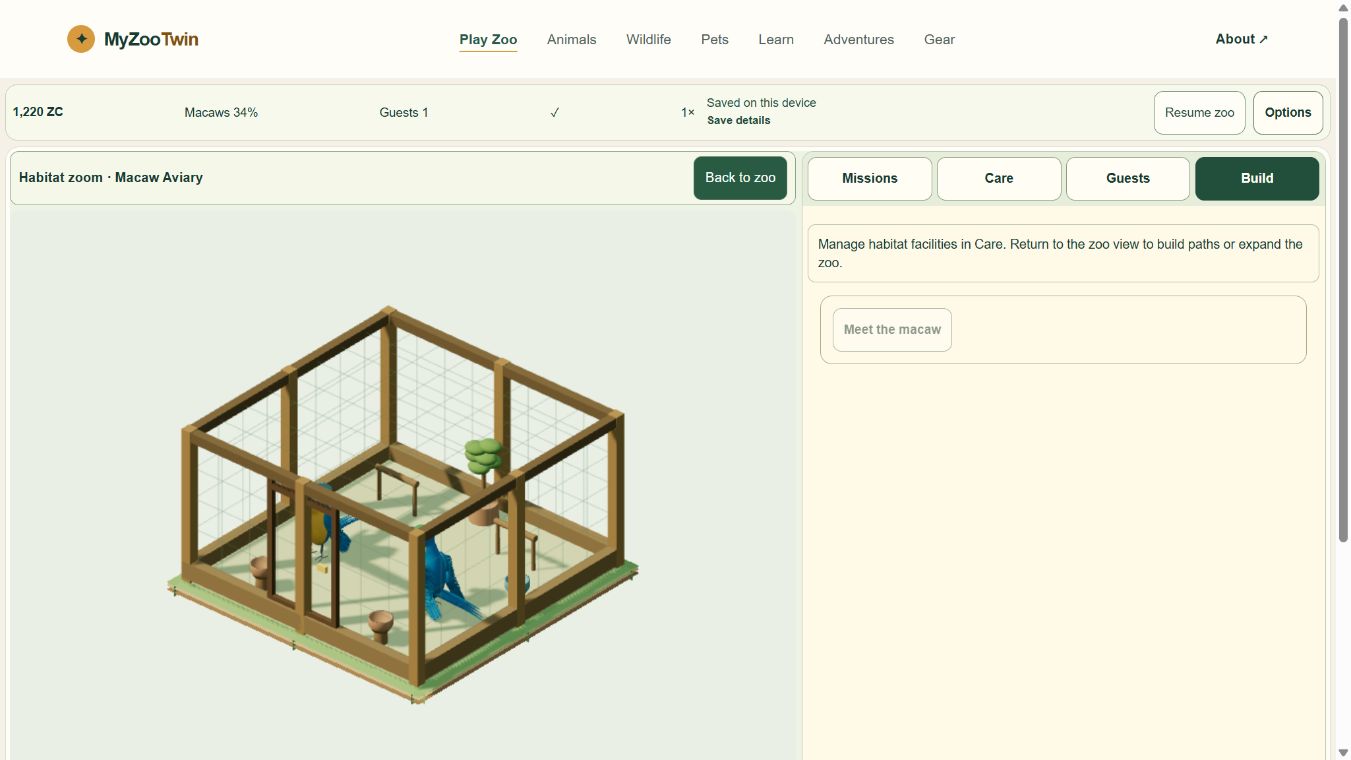 MyZooTwin
Play Zoo
Animals
Wildlife
Pets
Learn
Adventures
Gear
About ↗
1,220 ZC
Macaws 34%
Guests 1
✓
1×
Saved on this device
Save details
Resume zoo
Options
Habitat zoom · Macaw Aviary
Back to zoo
Missions
Care
Guests
Build
Manage habitat facilities in Care. Return to the zoo view to build paths or expand the
zoo.
Meet the macaw